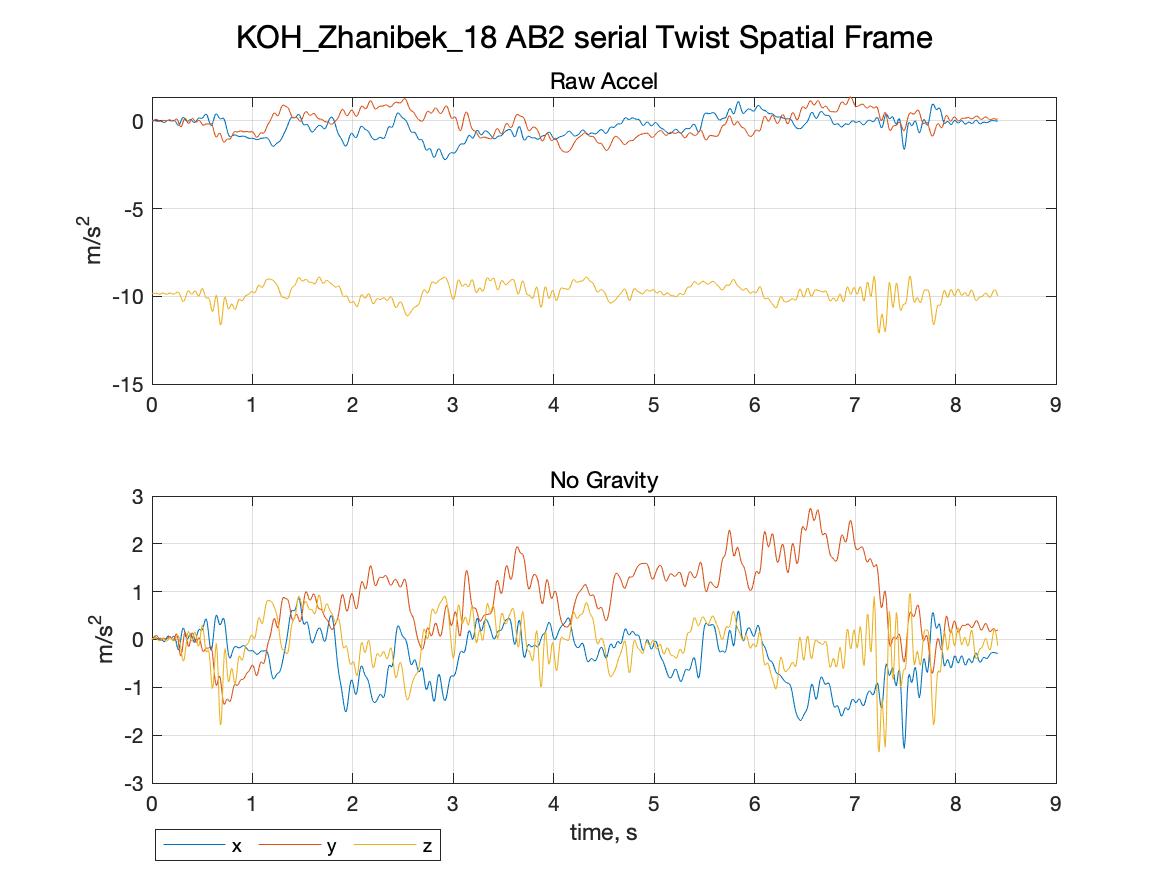 KOH_Zhanibek_18 AB2 serial Twist Spatial Frame
Raw Accel
0
-5
-10
-15
m/s2
0 1 2 3 4 5 6 7 8 9
No Gravity
3
2
1
0
-1
-2
-3
m/s2
0 1 2 3 4 5 6 7 8 9
time, s
x y z